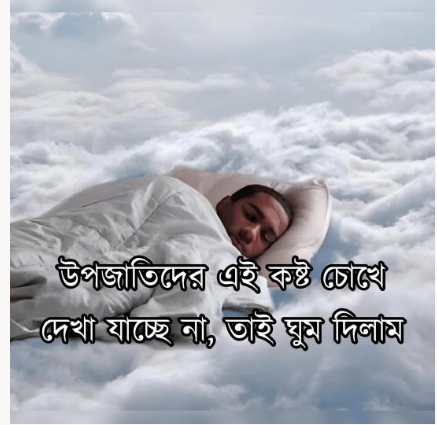 উপজাতিদের এই কষ্ট চোখে
দেখা যাচ্ছে না, তাই ঘুম দিলাম